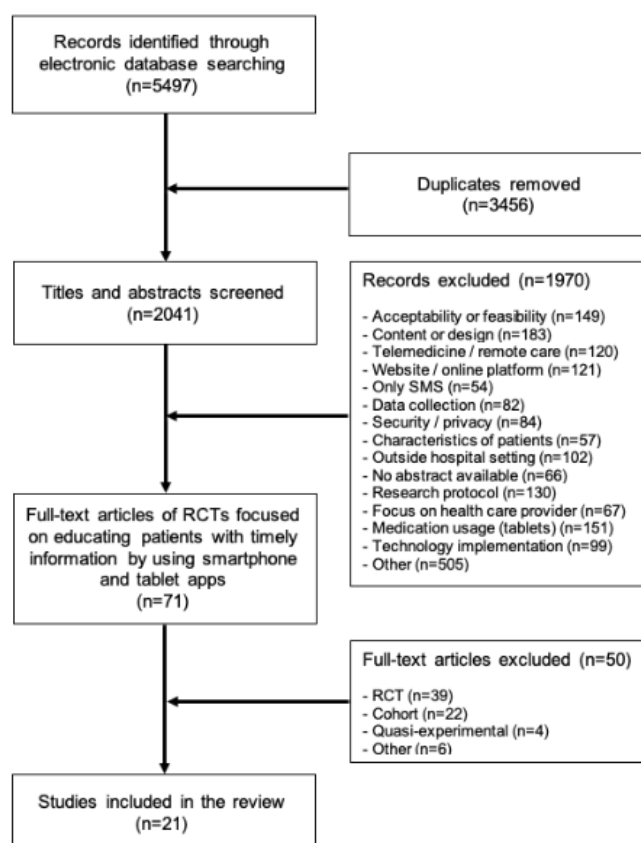 Records identified through
electronic database searching
(n=5497)
Duplicates removed
(n=3456)
Titles and abstracts screened
(n=2041)
Records excluded (n=1970)
- Acceptability or feasibility (n=149)
- Content or design (n=183)
- Telemedicine / remote care (n=120)
- Website / online platform (n=121)
- Only SMS (n=54)
- Data collection (n=82)
- Security / privacy (n=84)
- Characteristics of patients (n=57)
- Outside hospital setting (n=102)
- No abstract available (n=66)
- Research protocol (n=130)
- Focus on health care provider (n=67)
- Medication usage (tablets) (n=151)
- Technology implementation (n=99)
- Other (n=505)
Full-text articles of RCTs focused
on educating patients with timely
information by using smartphone
and tablet apps
(n=71)
Full-text articles excluded (n=50)
- RCT (n=39)
- Cohort (n=22)
- Quasi-experimental (n=4)
- Other (n=6)
Studies included in the review
(n=21)